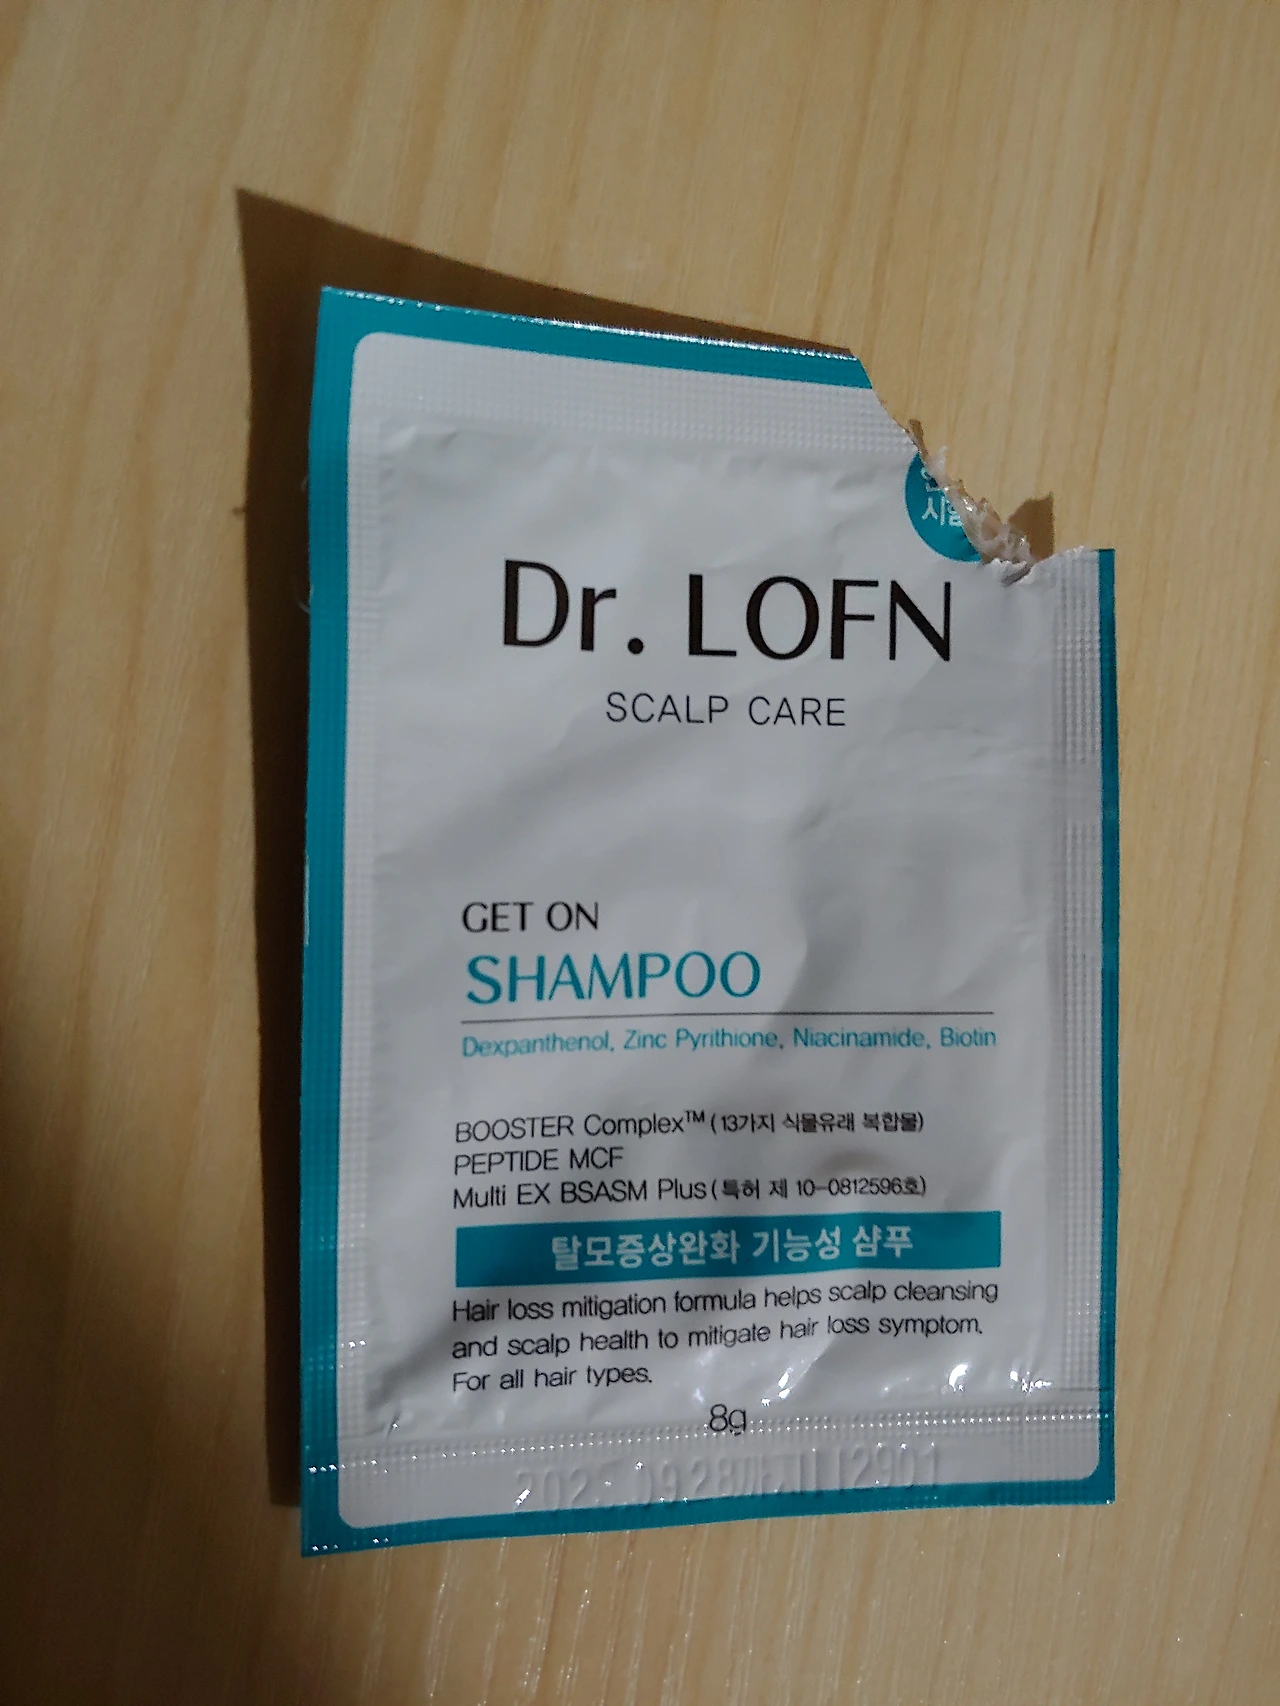 시험
Dr. LOFN
SCALP CARE
GET ON
SHAMPOO
Dexpanthenol, Zinc Pyrithione, Niacinamide, Biotin
BOOSTER Complex™ (13가지 식물유래 복합물)
PEPTIDE MCF
Multi EX BSASM Plus(특허 제 10-0812596호)
탈모증상완화 기능성 샴푸
Hair loss mitigation formula helps scalp cleansing
and scalp health to mitigate hair loss symptom.
For all hair types.
8g